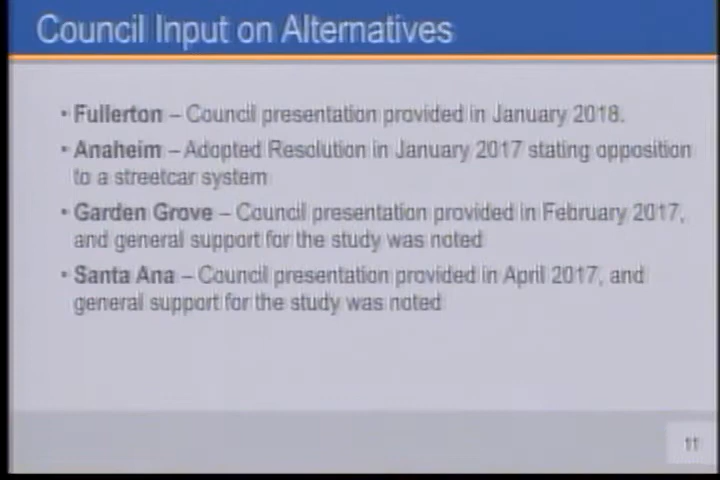 Council Input on Alternatives
• Fullerton – Council presentation provided in January 2018.
• Anaheim – Adopted Resolution in January 2017 stating opposition
to a streetcar system
• Garden Grove – Council presentation provided in February 2017,
and general support for the study was noted
• Santa Ana – Council presentation provided in April 2017, and
general support for the study was noted
11